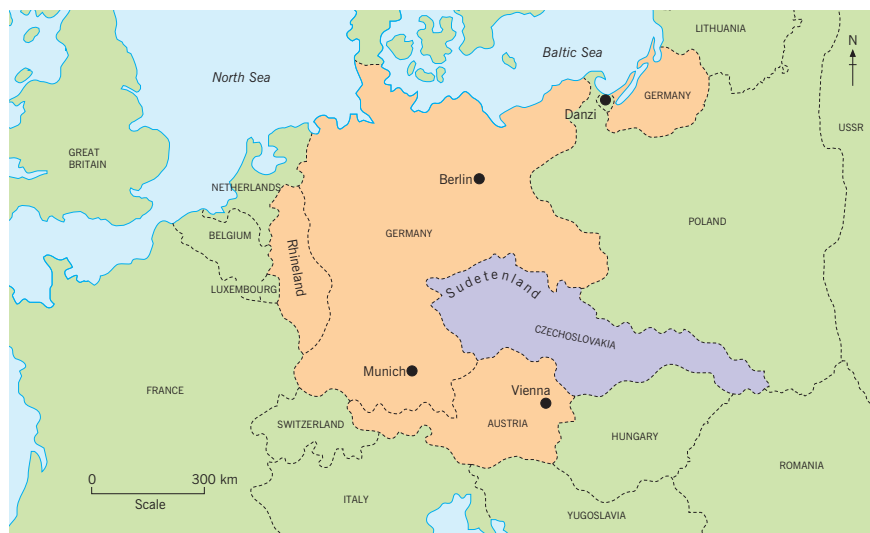 LITHUANIA
North Sea
Baltic Sea
N
GERMANY
Danzi
USSR
GREAT
BRITAIN
Berlin
NETHERLANDS
POLAND
BELGIUM
GERMANY
Rhineland
LUXEMBOURG
Sudetenland
CZECHOSLOVAKIA
Munich
FRANCE
Vienna
SWITZERLAND
AUSTRIA
HUNGARY
ROMANIA
0 300 km
Scale
ITALY
YUGOSLAVIA